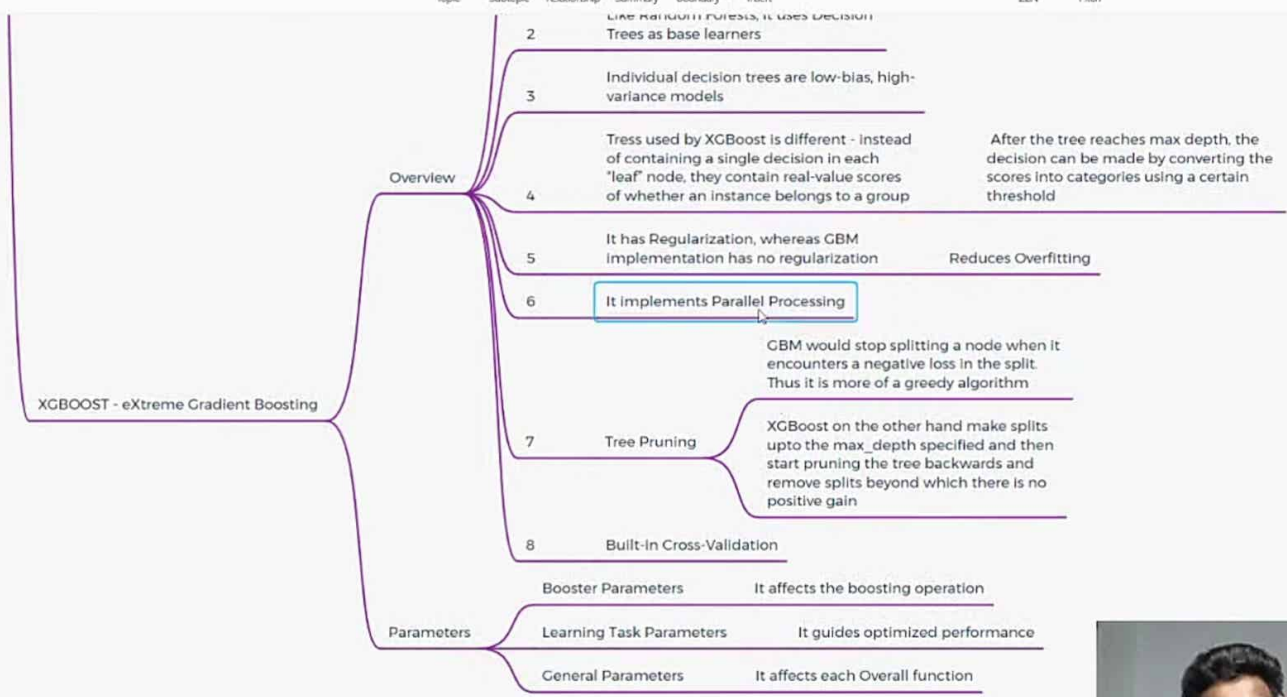 Like Random Forests, it uses Decision
2
Trees as base learners
Individual decision trees are low-bias, high-
3
variance models
Tress used by XGBoost is different - instead
of containing a single decision in each
"leaf" node, they contain real-value scores
4
of whether an instance belongs to a group
After the tree reaches max depth, the
decision can be made by converting the
scores into categories using a certain
threshold
Overview
It has Regularization, whereas GBM
5
implementation has no regularization
Reduces Overfitting
6
It implements Parallel Processing
GBM would stop splitting a node when it
encounters a negative loss in the split.
Thus it is more of a greedy algorithm
XGBOOST - eXtreme Gradient Boosting
7
Tree Pruning
XGBoost on the other hand make splits
upto the max_depth specified and then
start pruning the tree backwards and
remove splits beyond which there is no
positive gain
8
Built-In Cross-Validation
Booster Parameters
It affects the boosting operation
Parameters
Learning Task Parameters
It guides optimized performance
General Parameters
It affects each Overall function